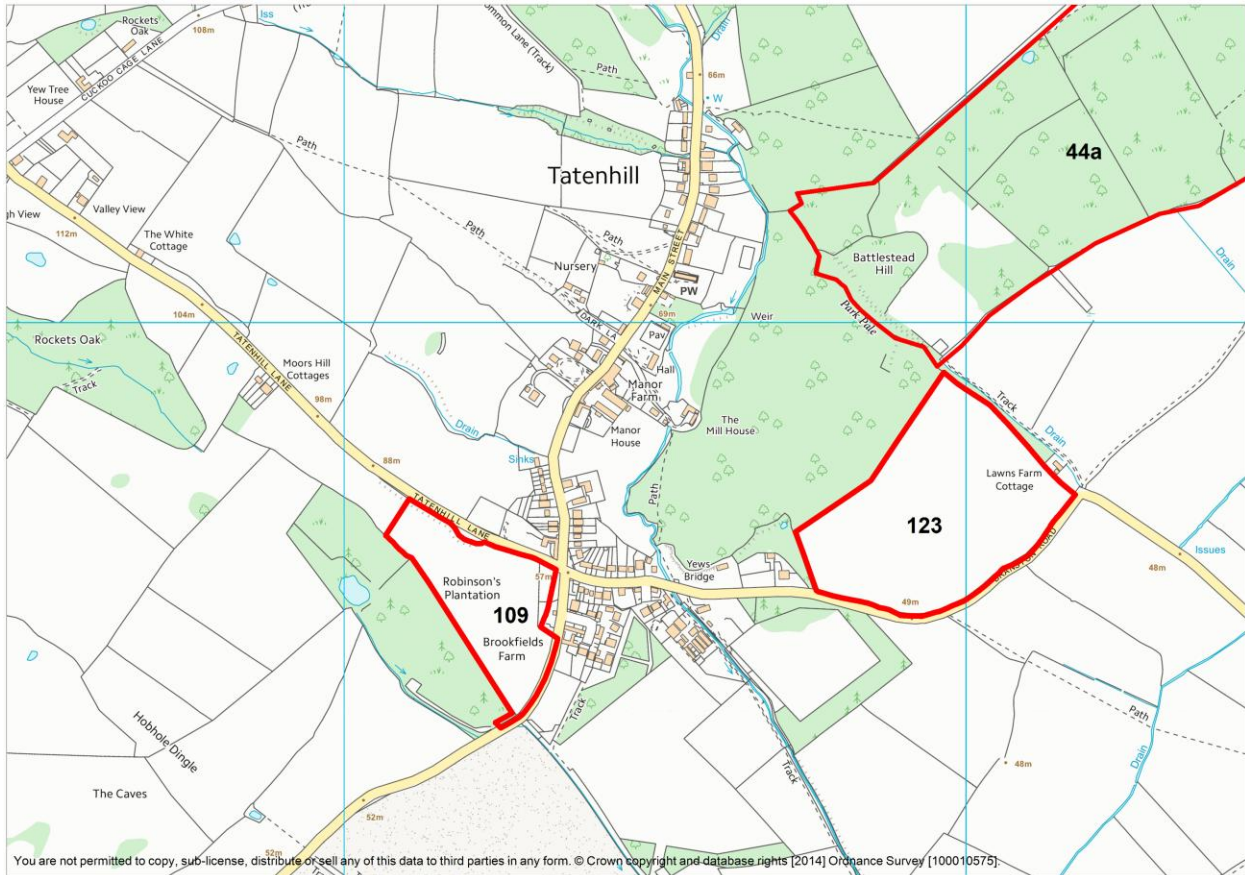 Rockets
Oak
108m
CUCKOO CAGE LANE
Yew Tree
House
Iss
ommon Lane (Track)
Path
Drain
66m
W
Path
44a
Tatenhill
gh View
Valley View
The White
Cottage
112m
Path
Path
Nursery
MAIN STREET
PW
Battlestead
Hill
Drain
104m
TATENHILL LANE
DARK LA
69m
Weir
Pav
Park Pale
Rockets Oak
Track
Moors Hill
Cottages
98m
Hall
Manor
Farm
Manor
House
The
Mill House
Track
Drain
Drain
Sinks
88m
Path
Lawns Farm
Cottage
TATENHILL LANE
123
Issues
57m
Yews
Bridge
48m
49m
Robinson's
Plantation
109
Brookfields
Farm
Track
Path
Hobhole Dingle
Track
48m
Drain
The Caves
52m
52m
Track
You are not permitted to copy, sub-license, distribute or sell any of this data to third parties in any form. © Crown copyright and database rights [2014] Ordnance Survey [100010575].